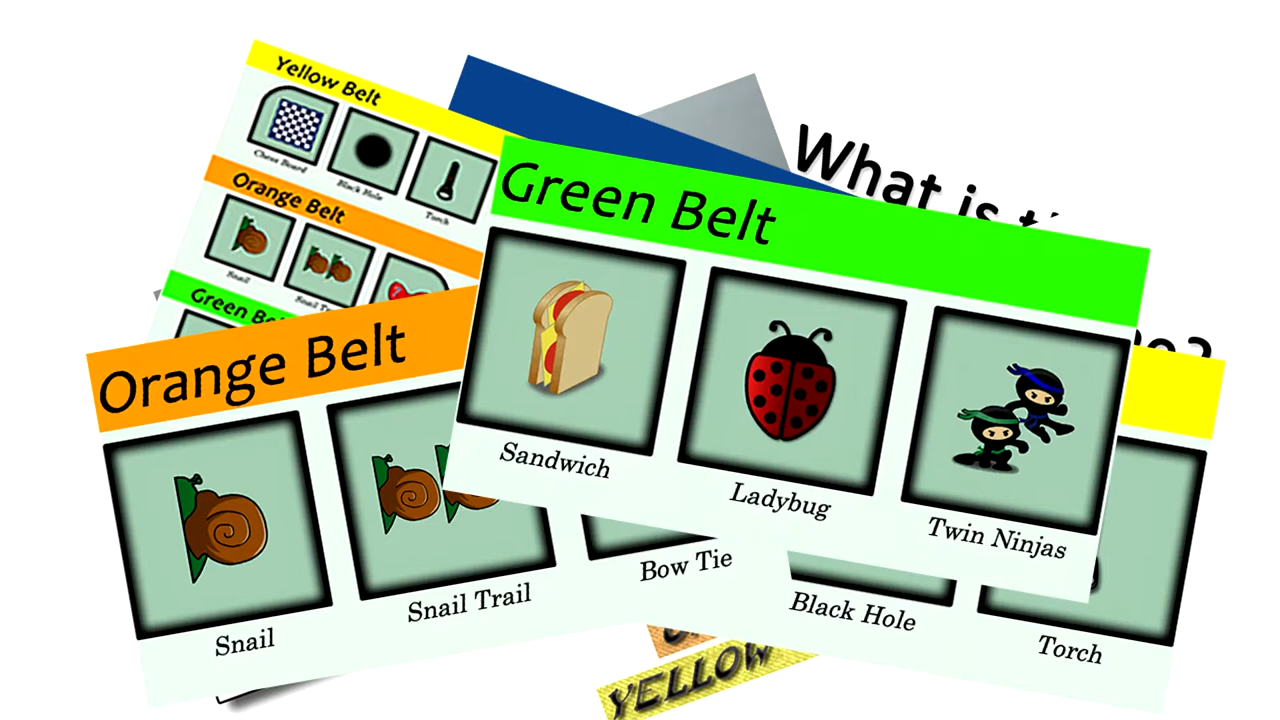 Yellow Belt
Chess Board
Black Hole
Torch
Orange Belt
Snail
Snail
Green
What is
Green Belt
Sandwich
Ladybug
Twin Ninjas
Orange Belt
Snail
Snail Trail
Bow Tie
Black Hole
Torch
YELLOW